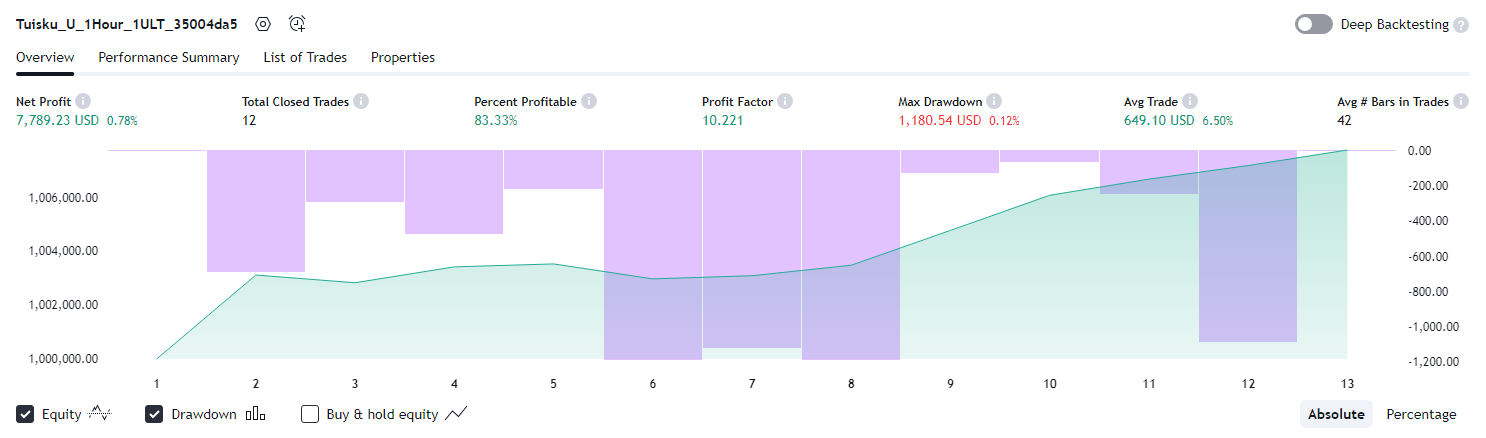 Tuisku_U_1Hour_1ULT_35004da5
Deep Backtesting ?
Overview Performance Summary List of Trades Properties
Net Profit Total Closed Trades Percent Profitable Profit Factor Max Drawdown Avg Trade Avg # Bars in Trades
7,789.23 USD 0.78% 12 83.33% 10.221 1,180.54 USD 0.12% 649.10 USD 6.50% 42
0.00
1,006,000.00 -200.00
-400.00
1,004,000.00 -600.00
1,002,000.00 -800.00
-1,000.00
1,000,000.00 -1,200.00
1 2 3 4 5 6 7 8 9 10 11 12 13
Equity Drawdown Buy & hold equity Absolute Percentage